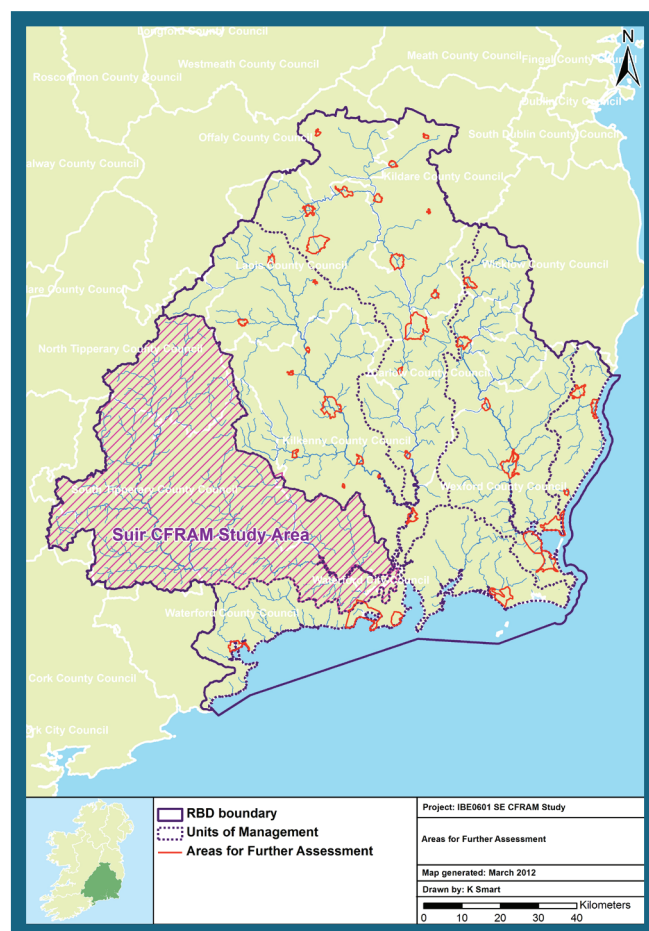 Longford County Council
Westmeath County Council
Meath County Council
Fingal County Council
N
Roscommon County Council
Dublin City Council
Offaly County Council
South Dublin County Council
alway County Council
Kildare County Council
Laois County Council
Wicklow County Council
are County Council
North Tipperary County Council
Carlow County Council
Kilkenny County Council
South Tipperary County Council
Wexford County Council
Suir CFRAM Study Area
Waterford City Council
Waterford County Council
Cork County Council
rk City Council
RBD boundary
Units of Management
Areas for Further Assessment
Project: IBE0601 SE CFRAM Study
Areas for Further Assessment
Map generated: March 2012
Drawn by: K Smart
Kilometers
0 10 20 30 40